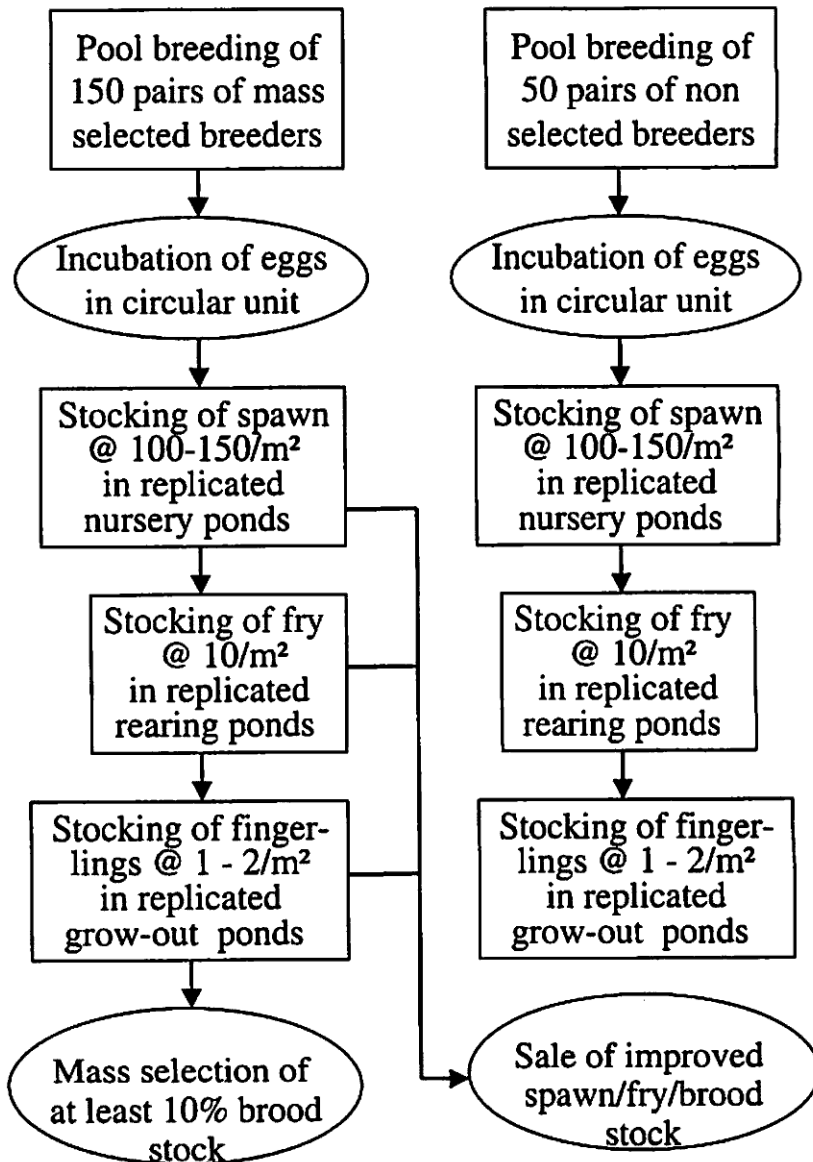 Pool breeding of
150 pairs of mass
selected breeders
Incubation of eggs
in circular unit
Stocking of spawn
@ 100-150/m²
in replicated
nursery ponds
Stocking of fry
@ 10/m²
in replicated
rearing ponds
Stocking of finger-
lings @ 1 - 2/m²
in replicated
grow-out ponds
Mass selection of
at least 10% brood
stock
Pool breeding of
50 pairs of non
selected breeders
Incubation of eggs
in circular unit
Stocking of spawn
@ 100-150/m²
in replicated
nursery ponds
Stocking of fry
@ 10/m²
in replicated
rearing ponds
Stocking of finger-
lings @ 1 - 2/m²
in replicated
grow-out ponds
Sale of improved
spawn/fry/brood
stock